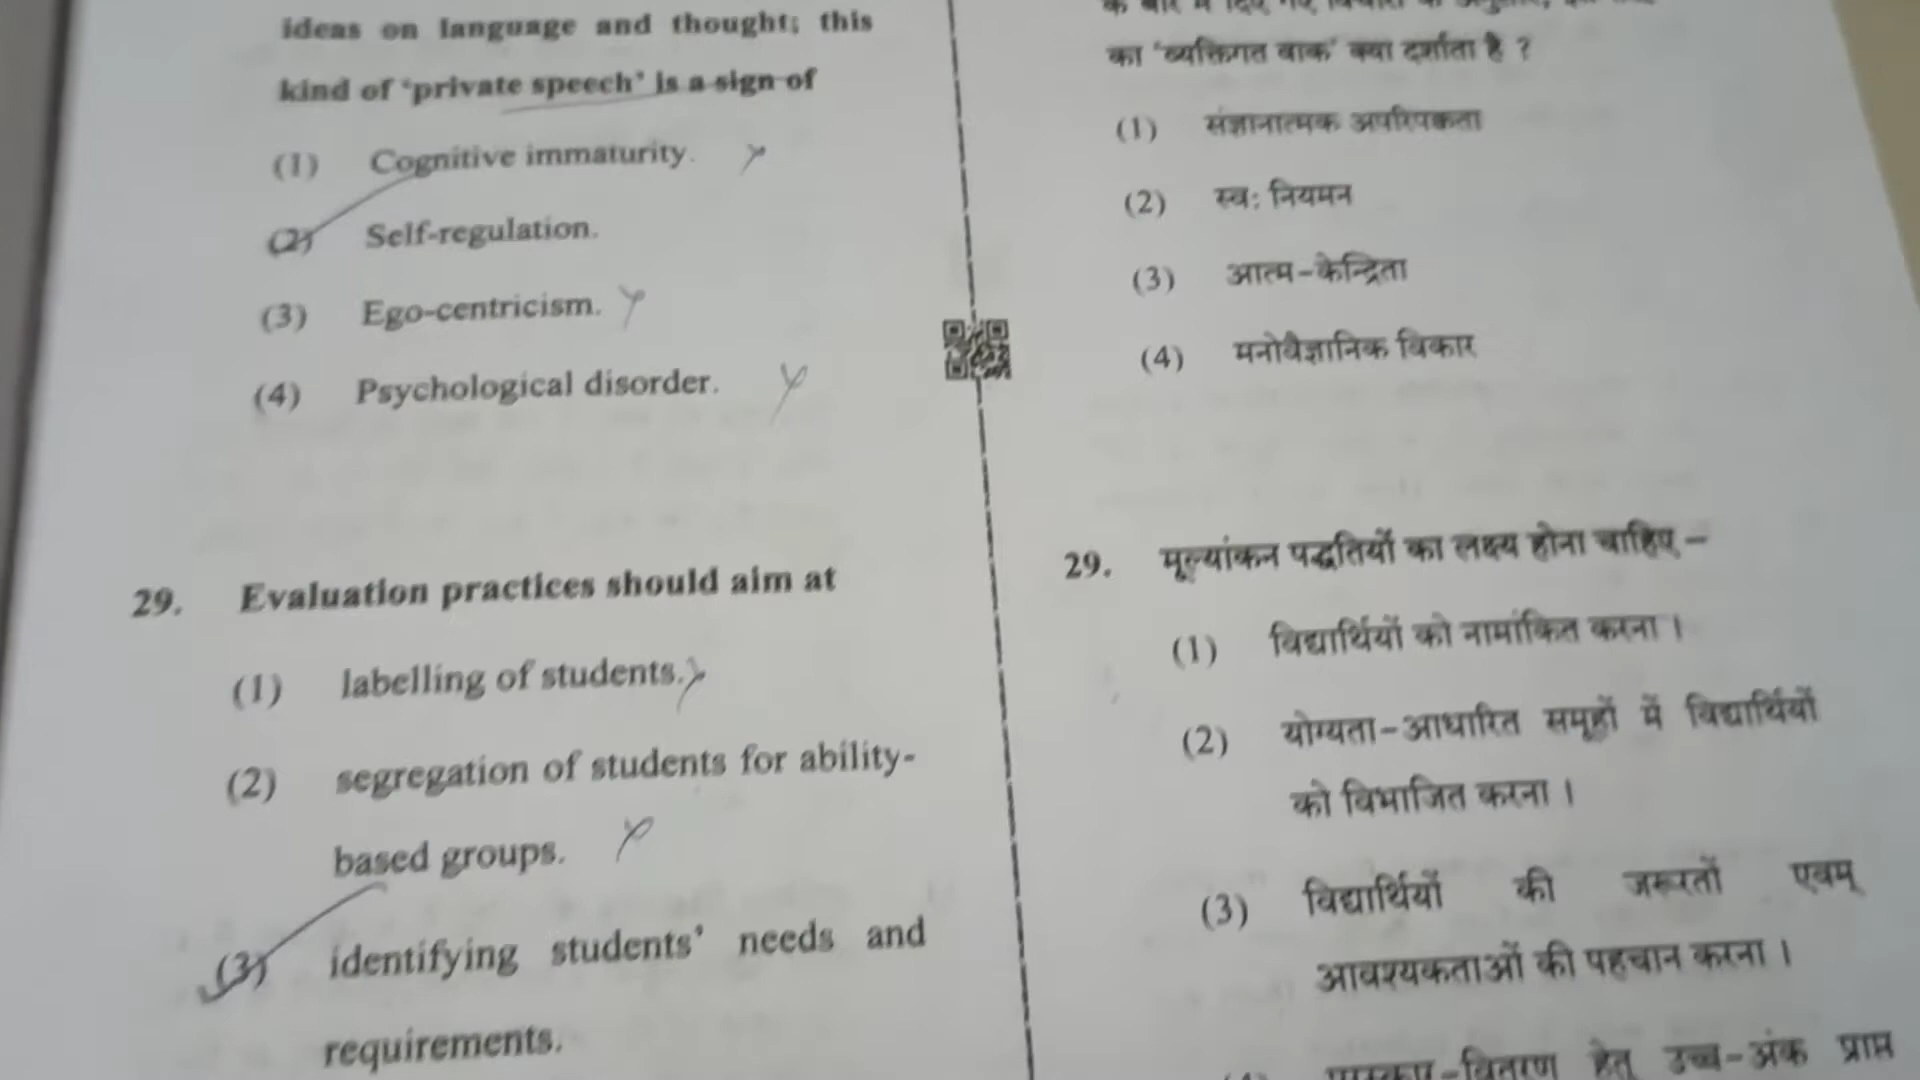 ideas on language and thought; this
kind of 'private speech' is a sign of
(1) Cognitive immaturity.
(2) Self-regulation.
(3) Ego-centricism.
(4) Psychological disorder.
29. Evaluation practices should aim at
(1) labelling of students.
(2) segregation of students for ability-
based groups.
(3) identifying students' needs and
requirements.
का 'व्यक्तिगत वाक' क्या दर्शाता है ?
(1) संज्ञानात्मक अपरिपक्वता
(2) स्व: नियमन
(3) आत्म-केन्द्रिता
(4) मनोवैज्ञानिक विकार
29. मूल्यांकन पद्धतियों का लक्ष्य होना चाहिए –
(1) विद्यार्थियों को नामांकित करना ।
(2) योग्यता-आधारित समूहों में विद्यार्थियों
को विभाजित करना ।
(3) विद्यार्थियों की जरूरतों एवम्
आवश्यकताओं की पहचान करना ।
पुरस्कार-वितरण हेतु उच्च-अंक प्राप्त